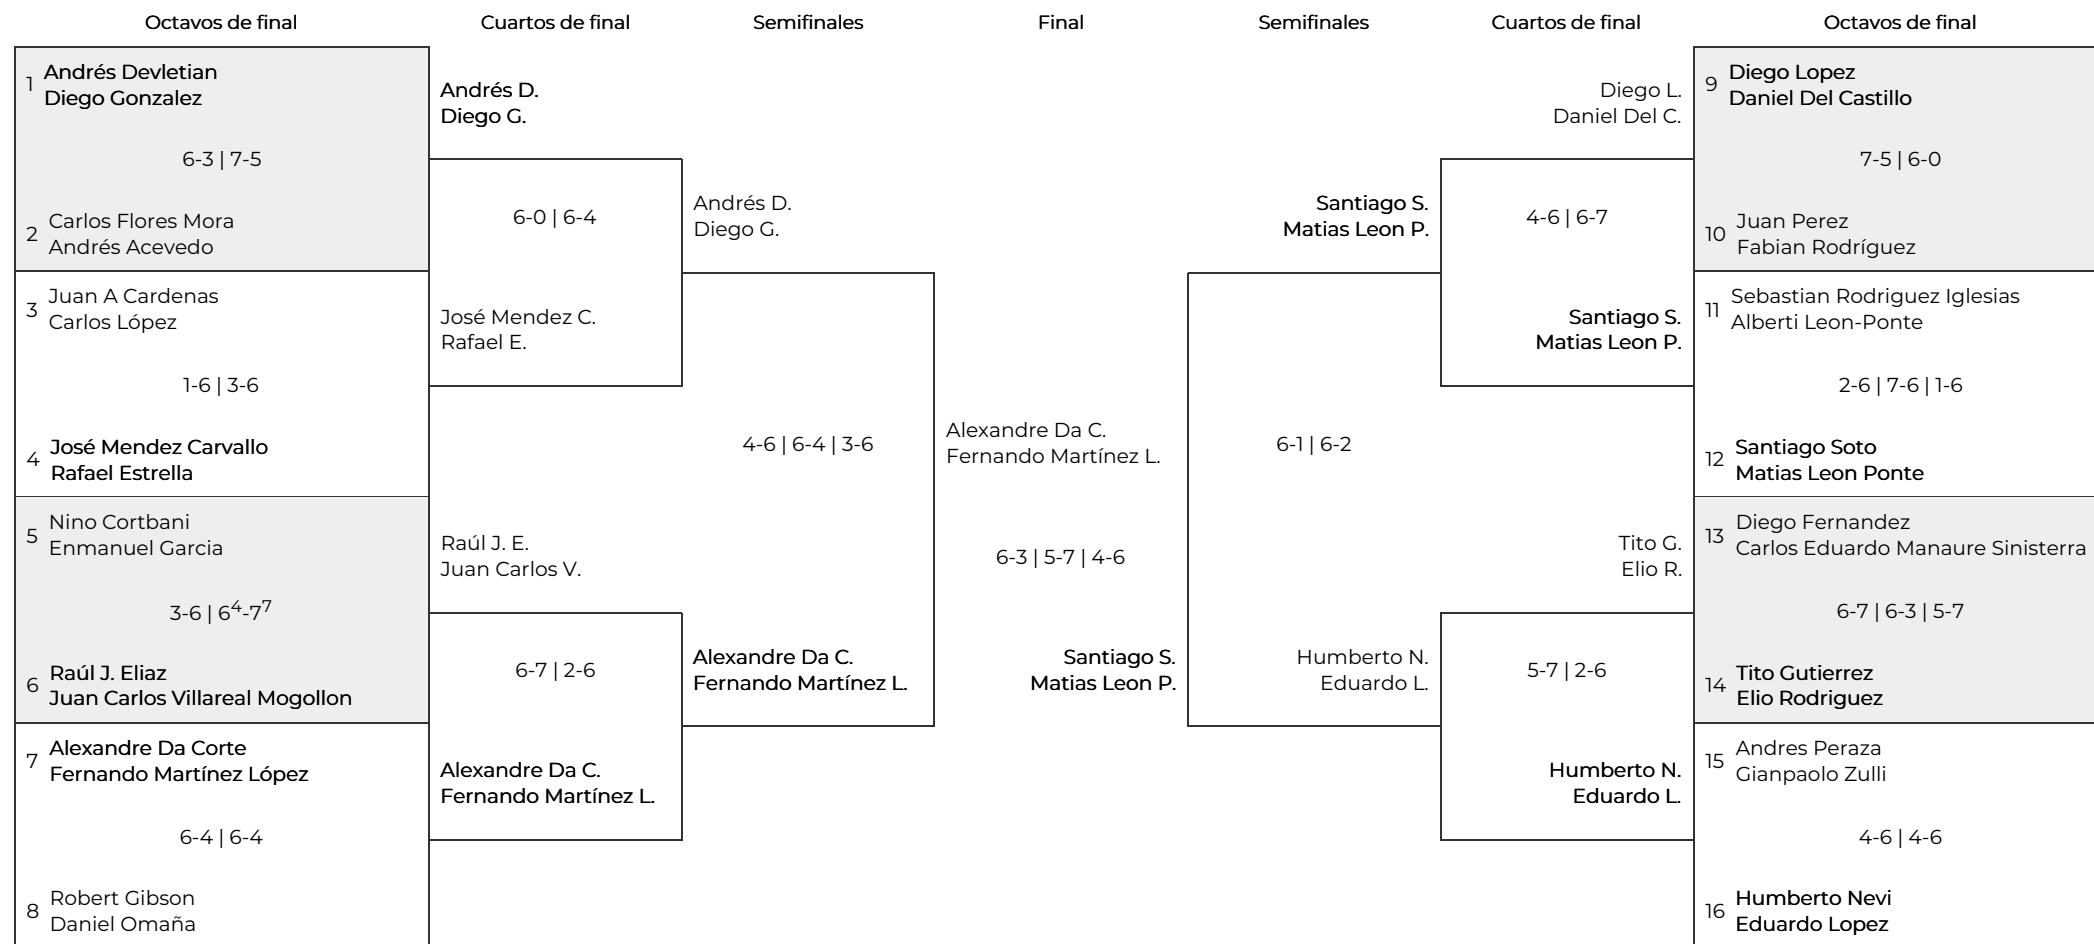 Octavos de final
Cuartos de final
Semifinales
Final
Semifinales
Cuartos de final
Octavos de final
1
Andrés Devletian
Diego Gonzalez
6-3 | 7-5
2
Carlos Flores Mora
Andrés Acevedo
3
Juan A Cardenas
Carlos López
1-6 | 3-6
4
José Mendez Carvallo
Rafael Estrella
5
Nino Cortbani
Enmanuel Garcia
3-6 | 6⁴-7⁷
6
Raúl J. Eliaz
Juan Carlos Villareal Mogollon
7
Alexandre Da Corte
Fernando Martínez López
6-4 | 6-4
8
Robert Gibson
Daniel Omaña
Andrés D.
Diego G.
6-0 | 6-4
José Mendez C.
Rafael E.
Raúl J. E.
Juan Carlos V.
6-7 | 2-6
Alexandre Da C.
Fernando Martínez L.
Andrés D.
Diego G.
4-6 | 6-4 | 3-6
Alexandre Da C.
Fernando Martínez L.
Alexandre Da C.
Fernando Martínez L.
6-3 | 5-7 | 4-6
Santiago S.
Matias Leon P.
Santiago S.
Matias Leon P.
6-1 | 6-2
Humberto N.
Eduardo L.
Diego L.
Daniel Del C.
4-6 | 6-7
Santiago S.
Matias Leon P.
Tito G.
Elio R.
5-7 | 2-6
Humberto N.
Eduardo L.
9
Diego Lopez
Daniel Del Castillo
7-5 | 6-0
10
Juan Perez
Fabian Rodríguez
11
Sebastian Rodriguez Iglesias
Alberti Leon-Ponte
2-6 | 7-6 | 1-6
12
Santiago Soto
Matias Leon Ponte
13
Diego Fernandez
Carlos Eduardo Manaure Sinisterra
6-7 | 6-3 | 5-7
14
Tito Gutierrez
Elio Rodriguez
15
Andres Peraza
Gianpaolo Zulli
4-6 | 4-6
16
Humberto Nevi
Eduardo Lopez